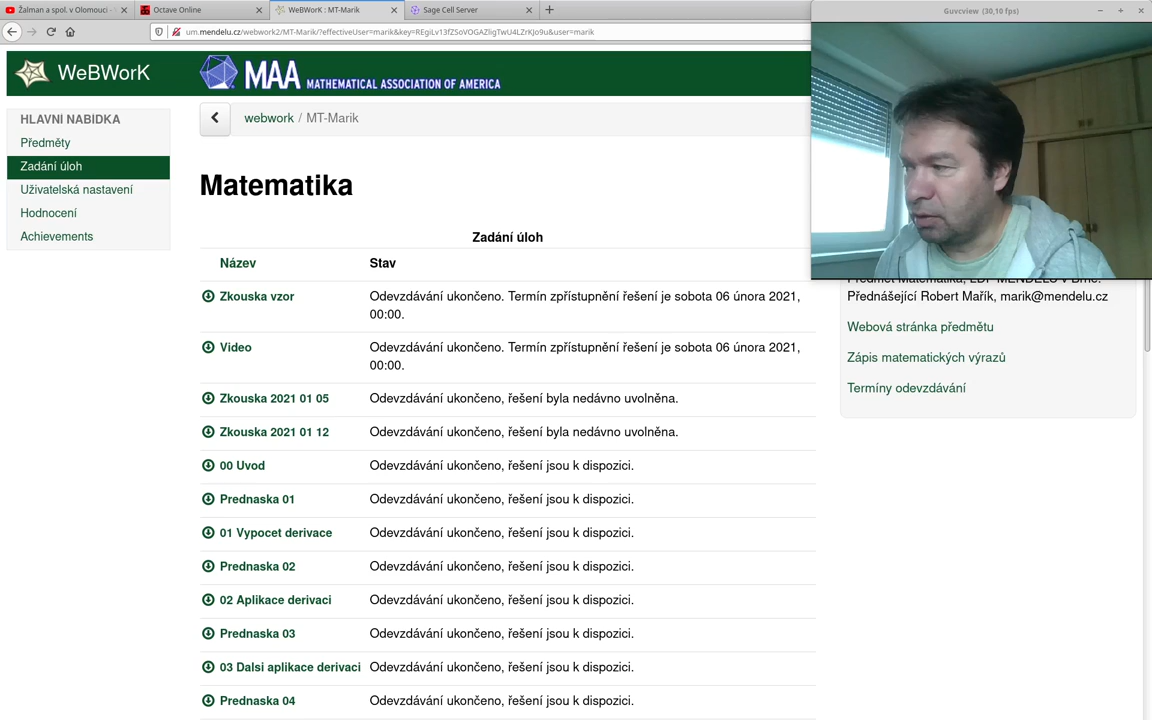 Žalman a spol. v Olomouci -
Octave Online
WeBWorK : MT-Marik
Sage Cell Server
Guvcview (30,10 fps)
um.mendelu.cz/webwork2/MT-Marik/?effectiveUser=marik&key=REgiLv13fZSoVOGAZligTwU4LZrKJo9u&user=marik
WeBWorK
MAA MATHEMATICAL ASSOCIATION OF AMERICA
HLAVNI NABIDKA
Předměty
Zadání úloh
Uživatelská nastavení
Hodnocení
Achievements
webwork / MT-Marik
Matematika
Zadání úloh
Název Stav
Zkouska vzor Odevzdávání ukončeno. Termín zpřístupnění řešení je sobota 06 února 2021,
00:00.
Video Odevzdávání ukončeno. Termín zpřístupnění řešení je sobota 06 února 2021,
00:00.
Zkouska 2021 01 05 Odevzdávání ukončeno, řešení byla nedávno uvolněna.
Zkouska 2021 01 12 Odevzdávání ukončeno, řešení byla nedávno uvolněna.
00 Uvod Odevzdávání ukončeno, řešení jsou k dispozici.
Prednaska 01 Odevzdávání ukončeno, řešení jsou k dispozici.
01 Vypocet derivace Odevzdávání ukončeno, řešení jsou k dispozici.
Prednaska 02 Odevzdávání ukončeno, řešení jsou k dispozici.
02 Aplikace derivaci Odevzdávání ukončeno, řešení jsou k dispozici.
Prednaska 03 Odevzdávání ukončeno, řešení jsou k dispozici.
03 Dalsi aplikace derivaci Odevzdávání ukončeno, řešení jsou k dispozici.
Prednaska 04 Odevzdávání ukončeno, řešení jsou k dispozici.
Předmět Matematika, LDF MENDELU v Brně.
Přednášející Robert Mařík, marik@mendelu.cz
Webová stránka předmětu
Zápis matematických výrazů
Termíny odevzdávání